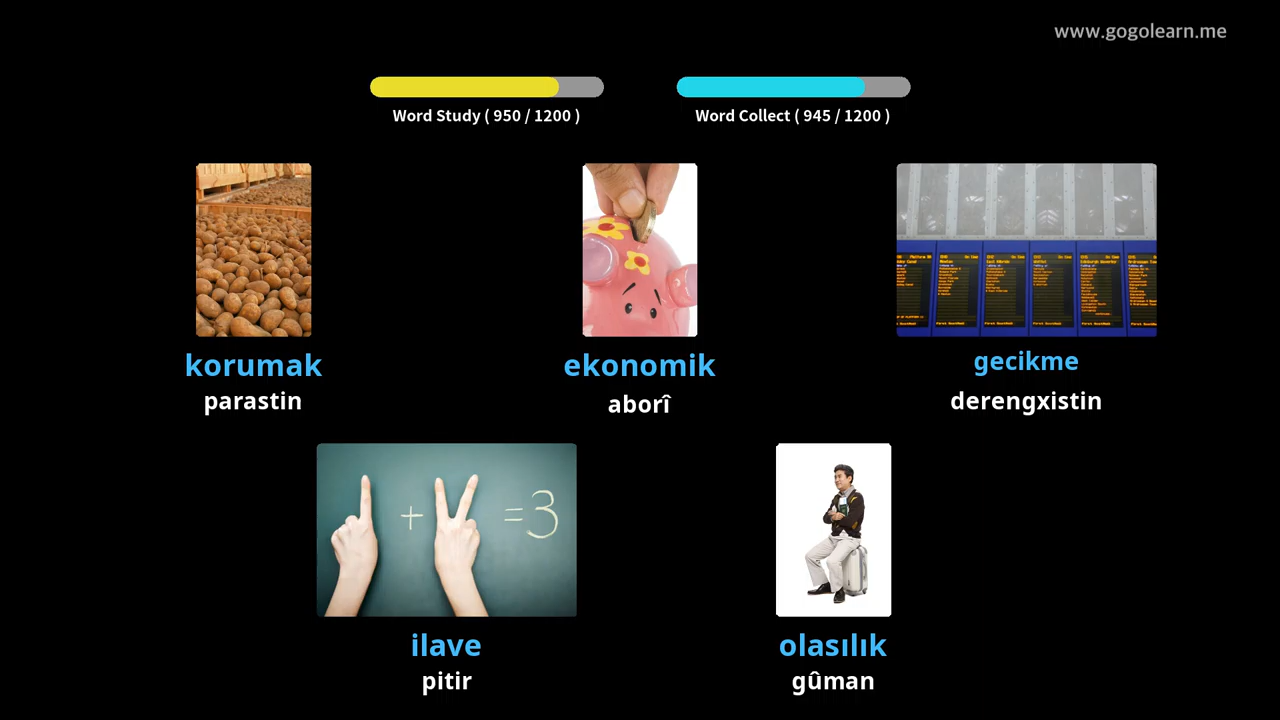 www.gogolearn.me
Word Study ( 950 / 1200 )
Word Collect ( 945 / 1200 )
korumak
parastin
ekonomik
aborî
gecikme
derengxistin
+ =3
ilave
pitir
olasılık
gûman